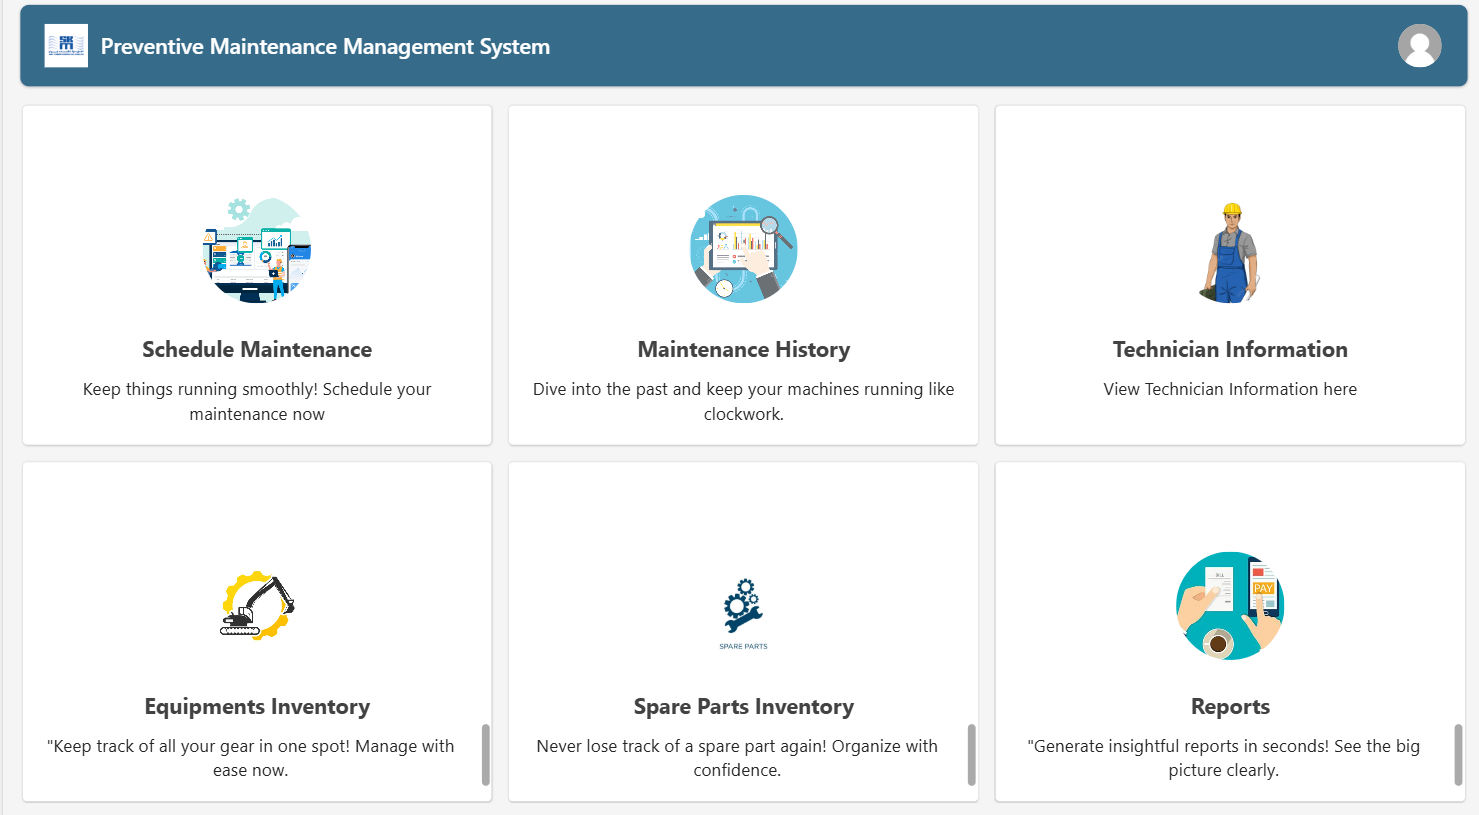 SKM
Preventive Maintenance Management System
Schedule Maintenance
Keep things running smoothly! Schedule your
maintenance now
Maintenance History
Dive into the past and keep your machines running like
clockwork.
Technician Information
View Technician Information here
Equipments Inventory
"Keep track of all your gear in one spot! Manage with
ease now.
SPARE PARTS
Spare Parts Inventory
Never lose track of a spare part again! Organize with
confidence.
BILL
PAY
Reports
"Generate insightful reports in seconds! See the big
picture clearly.